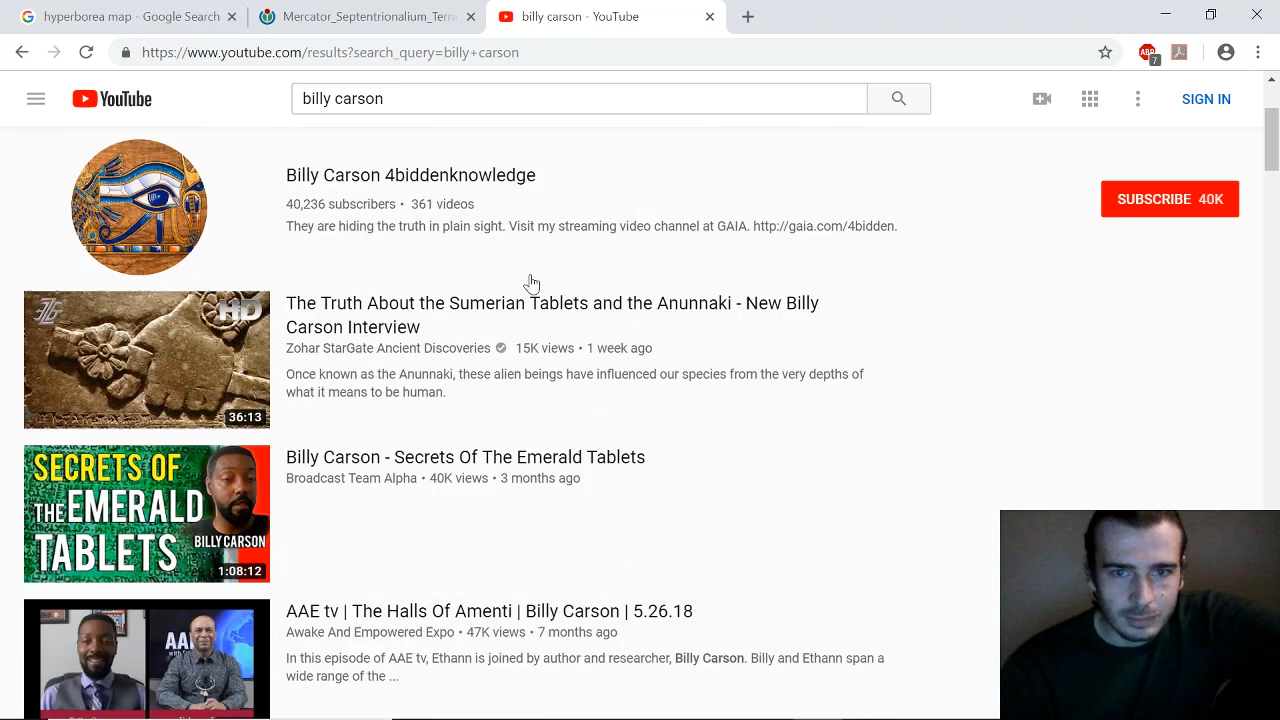 hyperborea map - Google Search
Mercator_Septentrionalium_Terra
billy carson - YouTube
https://www.youtube.com/results?search_query=billy+carson
ABP
7
YouTube
billy carson
SIGN IN
Billy Carson 4biddenknowledge
40,236 subscribers • 361 videos
They are hiding the truth in plain sight. Visit my streaming video channel at GAIA. http://gaia.com/4bidden.
SUBSCRIBE 40K
HD
36:13
The Truth About the Sumerian Tablets and the Anunnaki - New Billy
Carson Interview
Zohar StarGate Ancient Discoveries 15K views • 1 week ago
Once known as the Anunnaki, these alien beings have influenced our species from the very depths of
what it means to be human.
SECRETS OF
THE EMERALD
TABLETS
BILLY CARSON
1:08:12
Billy Carson - Secrets Of The Emerald Tablets
Broadcast Team Alpha • 40K views • 3 months ago
AAE tv | The Halls Of Amenti | Billy Carson | 5.26.18
Awake And Empowered Expo • 47K views • 7 months ago
In this episode of AAE tv, Ethann is joined by author and researcher, Billy Carson. Billy and Ethann span a
wide range of the ...